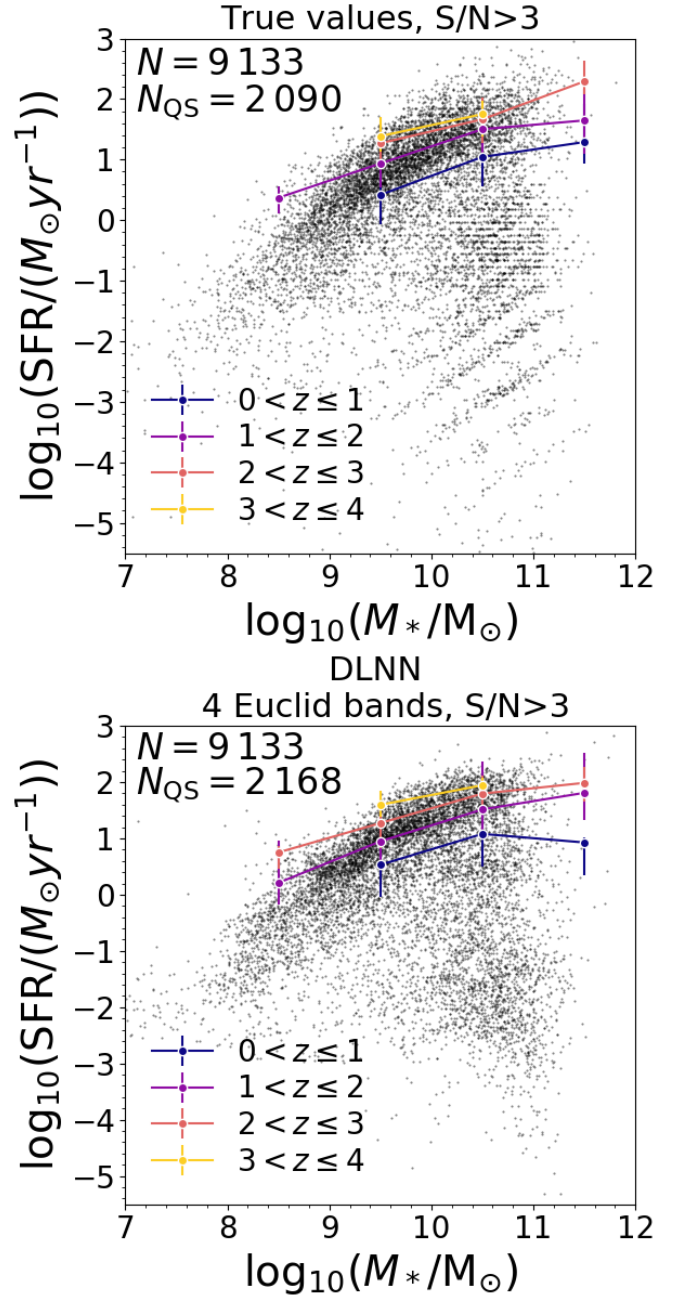 True values, S/N>3
N = 9 133
N_QS = 2 090
log10(SFR/(M⊙yr−1))
3
2
1
0
−1
−2
−3
−4
−5
0 < z ≤ 1
1 < z ≤ 2
2 < z ≤ 3
3 < z ≤ 4
7 8 9 10 11 12
log10(M*/M⊙)
DLNN
4 Euclid bands, S/N>3
N = 9 133
N_QS = 2 168
log10(SFR/(M⊙yr−1))
3
2
1
0
−1
−2
−3
−4
−5
0 < z ≤ 1
1 < z ≤ 2
2 < z ≤ 3
3 < z ≤ 4
7 8 9 10 11 12
log10(M*/M⊙)